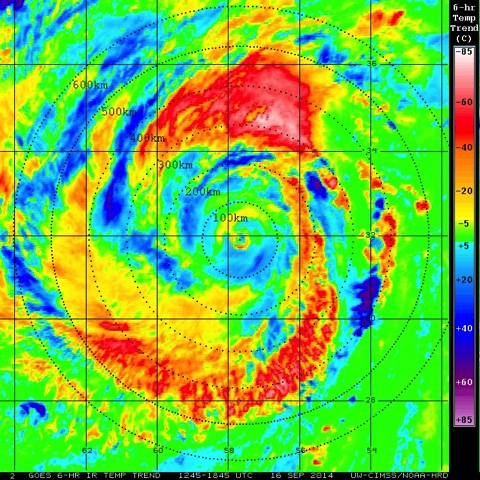 6-hr
Temp
Trend
(C)
-85
-60
-40
-20
-5
+5
+20
+40
+60
+85
600km
500km
400km
300km
200km
100km
36
34
32
30
28
62
60
58
56
54
2 GOES 6-HR IR TEMP TREND 1245-1845 UTC 16 SEP 2014 UW-CIMSS/NOAA-HRD